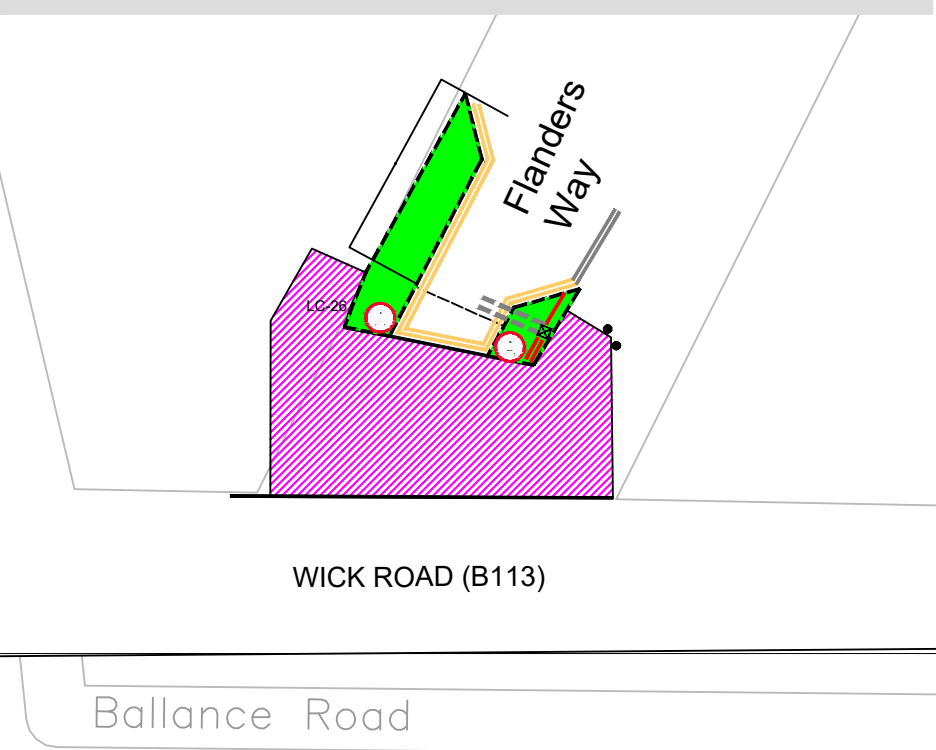 Flanders
Way
LC-26
WICK ROAD (B113)
Ballance Road